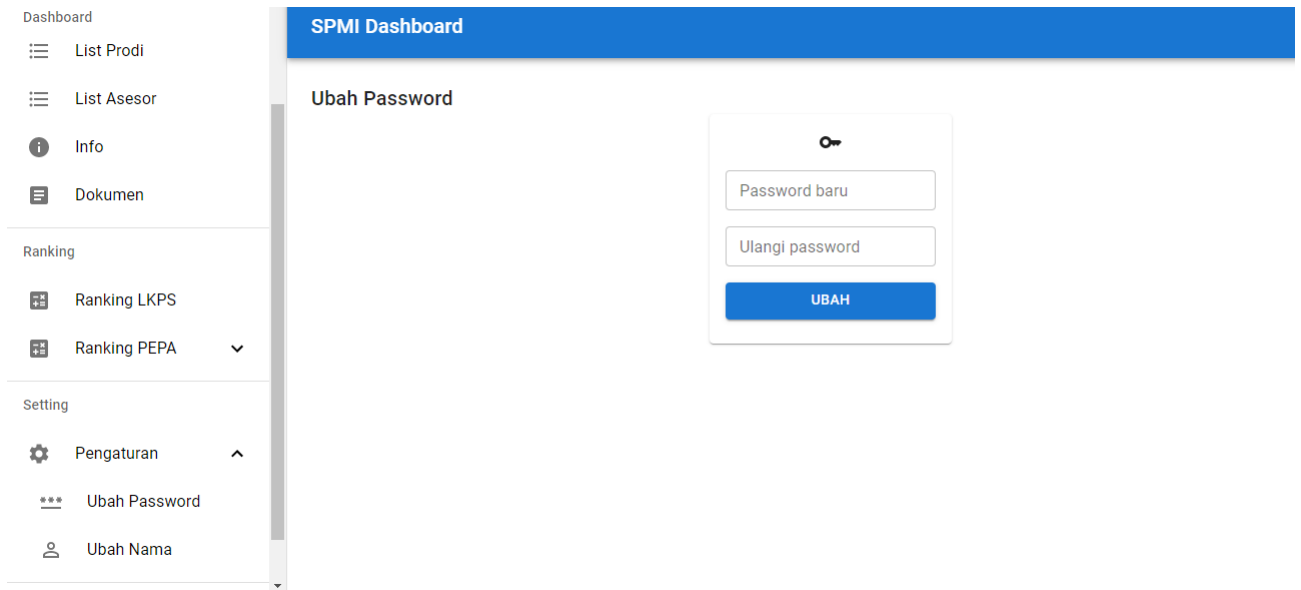 Dashboard
List Prodi
List Asesor
Info
Dokumen
Ranking
Ranking LKPS
Ranking PEPA
Setting
Pengaturan
Ubah Password
Ubah Nama
SPMI Dashboard
Ubah Password
Password baru
Ulangi password
UBAH